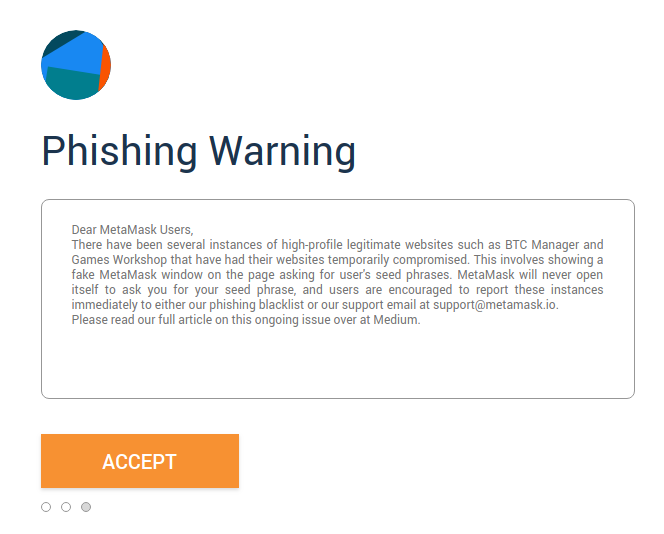 Phishing Warning
Dear MetaMask Users,
There have been several instances of high-profile legitimate websites such as BTC Manager and
Games Workshop that have had their websites temporarily compromised. This involves showing a
fake MetaMask window on the page asking for user's seed phrases. MetaMask will never open
itself to ask you for your seed phrase, and users are encouraged to report these instances
immediately to either our phishing blacklist or our support email at support@metamask.io.
Please read our full article on this ongoing issue over at Medium.
ACCEPT